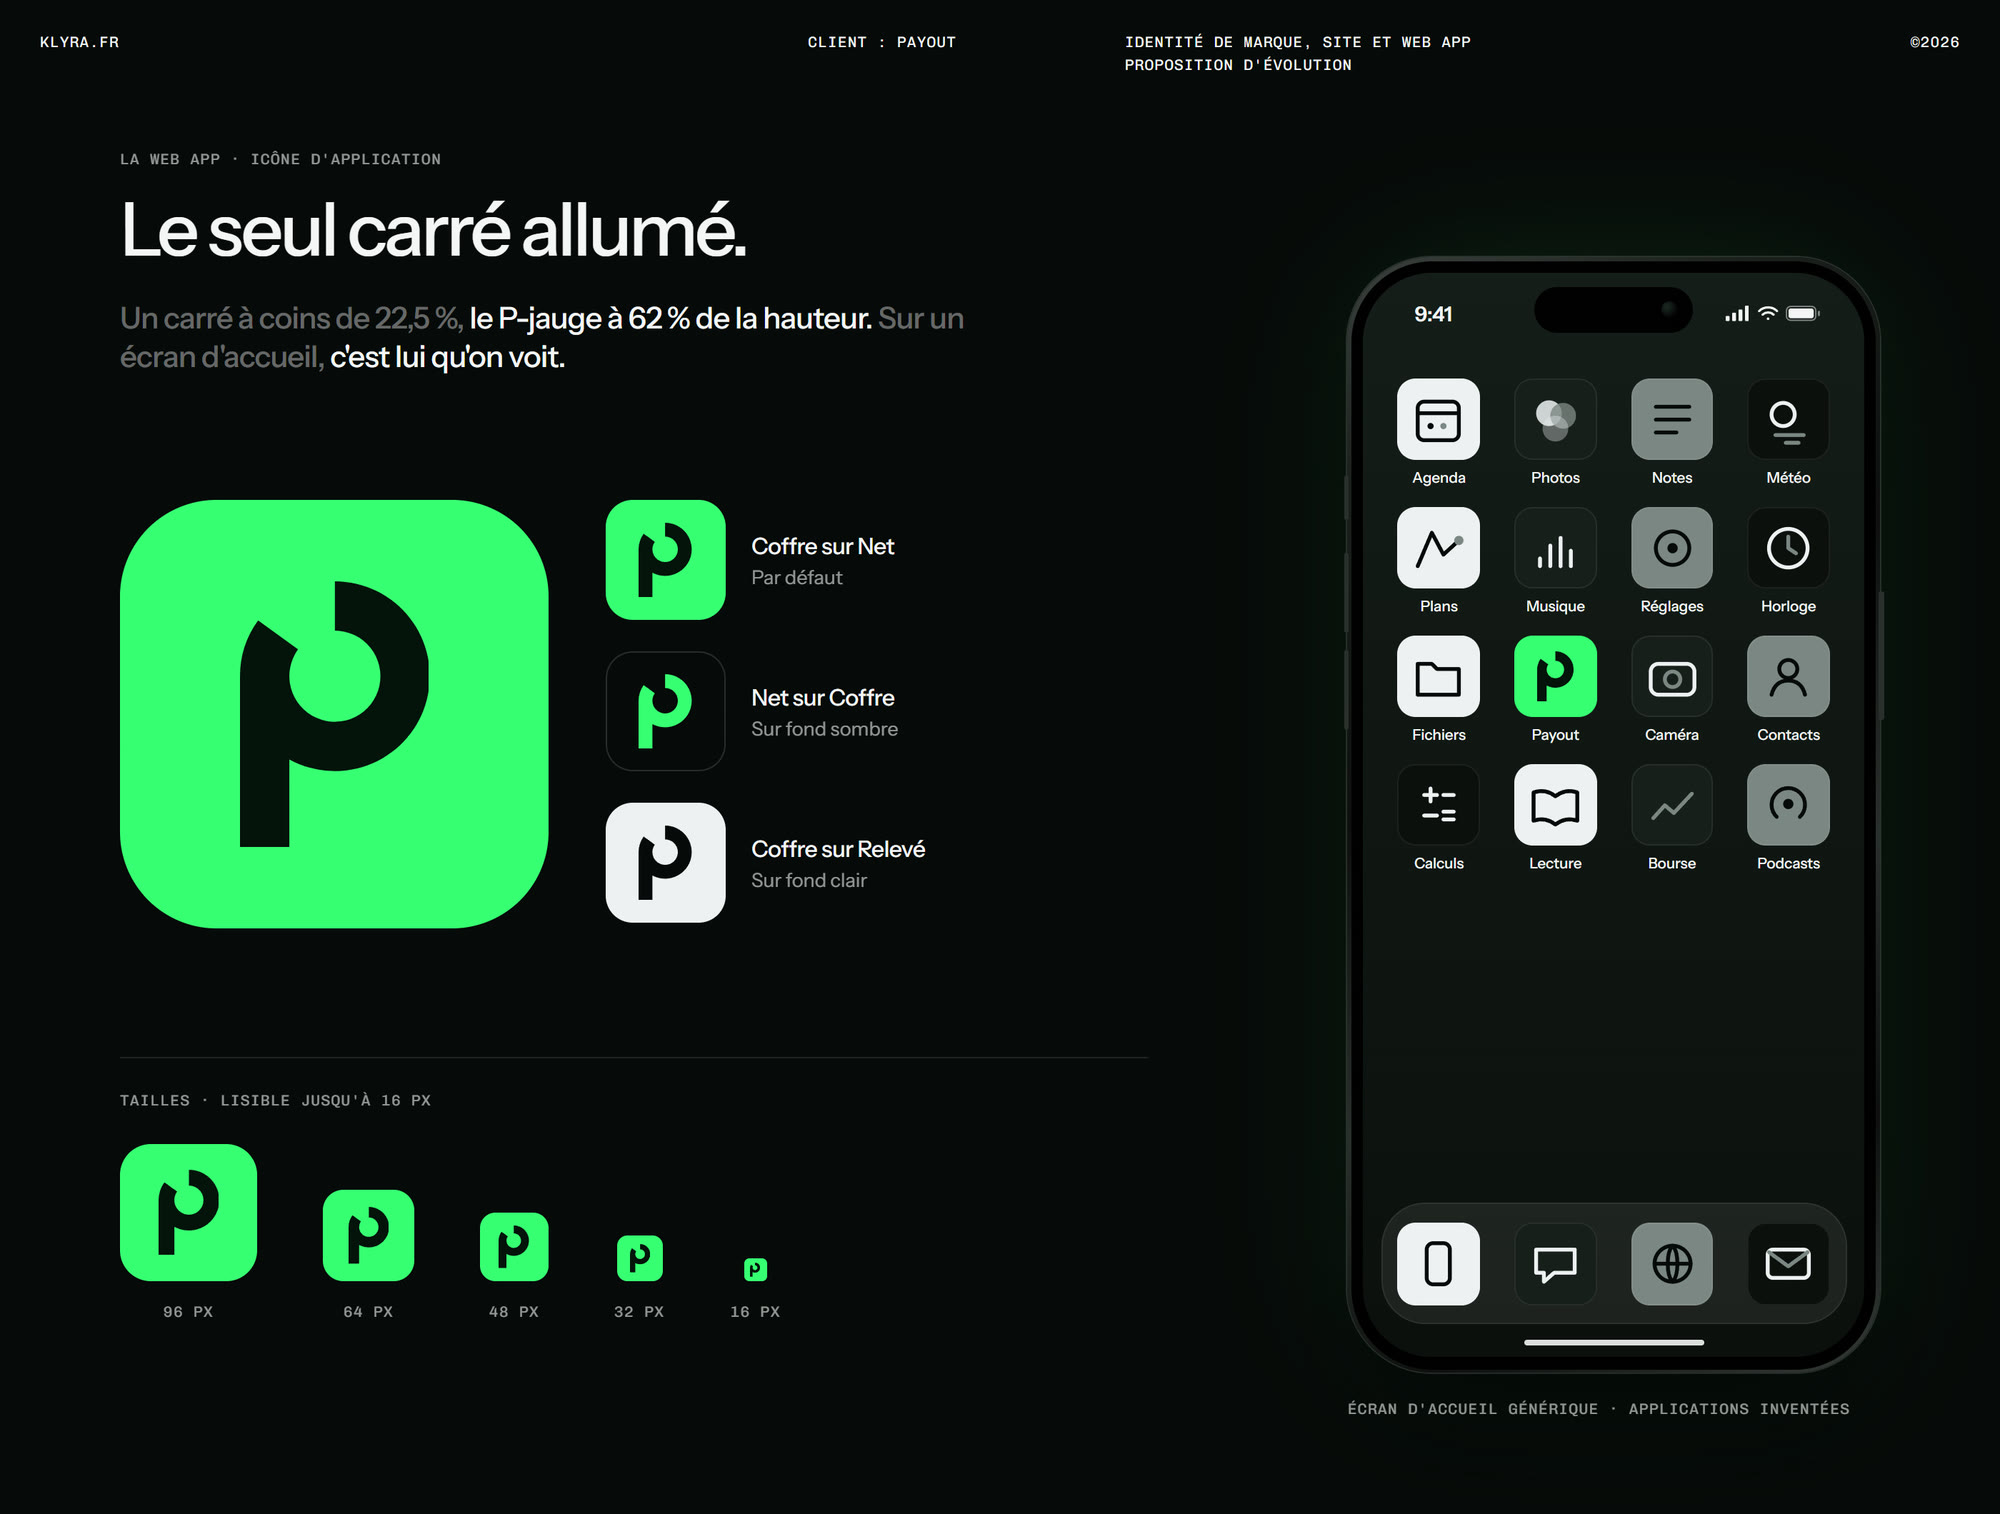 KLYRA.FR
CLIENT : PAYOUT
IDENTITÉ DE MARQUE, SITE ET WEB APP
PROPOSITION D'ÉVOLUTION
©2026
LA WEB APP · ICÔNE D'APPLICATION
Le seul carré allumé.
Un carré à coins de 22,5 %, le P-jauge à 62 % de la hauteur. Sur un
écran d'accueil, c'est lui qu'on voit.
Coffre sur Net
Par défaut
Net sur Coffre
Sur fond sombre
Coffre sur Relevé
Sur fond clair
TAILLES · LISIBLE JUSQU'À 16 PX
96 PX
64 PX
48 PX
32 PX
16 PX
9:41
Agenda
Photos
Notes
Météo
Plans
Musique
Réglages
Horloge
Fichiers
Payout
Caméra
Contacts
Calculs
Lecture
Bourse
Podcasts
ÉCRAN D'ACCUEIL GÉNÉRIQUE · APPLICATIONS INVENTÉES